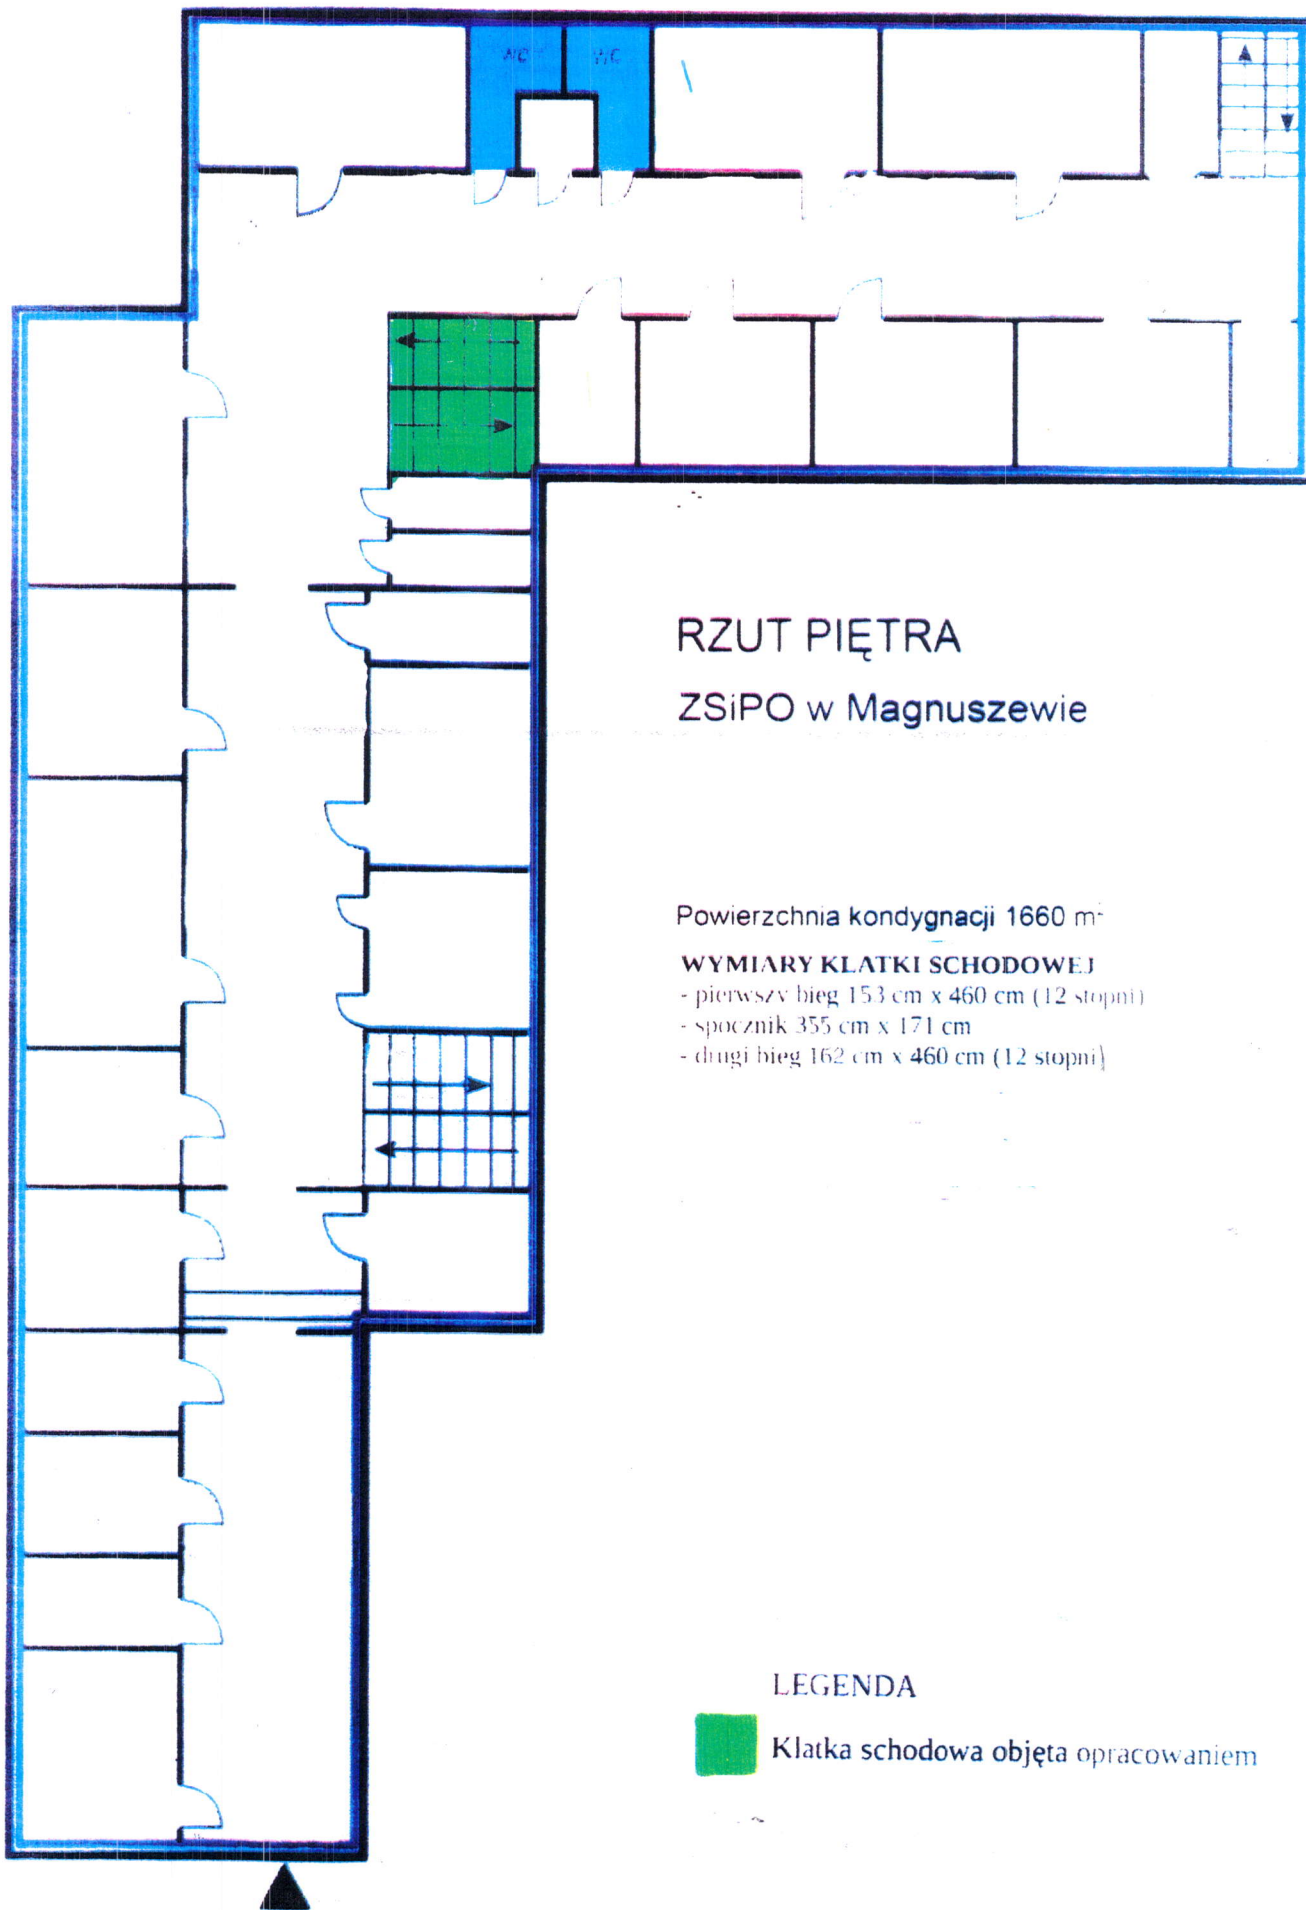 WC WC
RZUT PIĘTRA
ZSiPO w Magnuszewie
Powierzchnia kondygnacji 1660 m²
WYMIARY KLATKI SCHODOWEJ
- pierwszy bieg 153 cm x 460 cm (12 stopni)
- spocznik 355 cm x 171 cm
- drugi bieg 162 cm x 460 cm (12 stopni)
LEGENDA
Klatka schodowa objęta opracowaniem